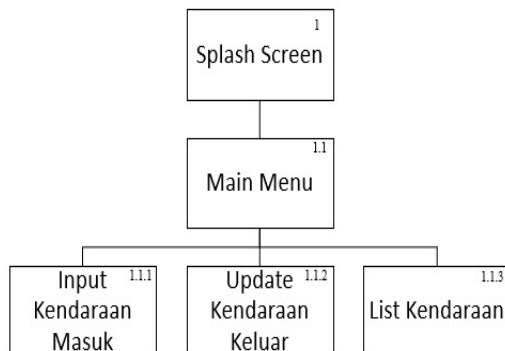 1
Splash Screen
1.1
Main Menu
1.1.1
Input
Kendaraan
Masuk
1.1.2
Update
Kendaraan
Keluar
1.1.3
List Kendaraan